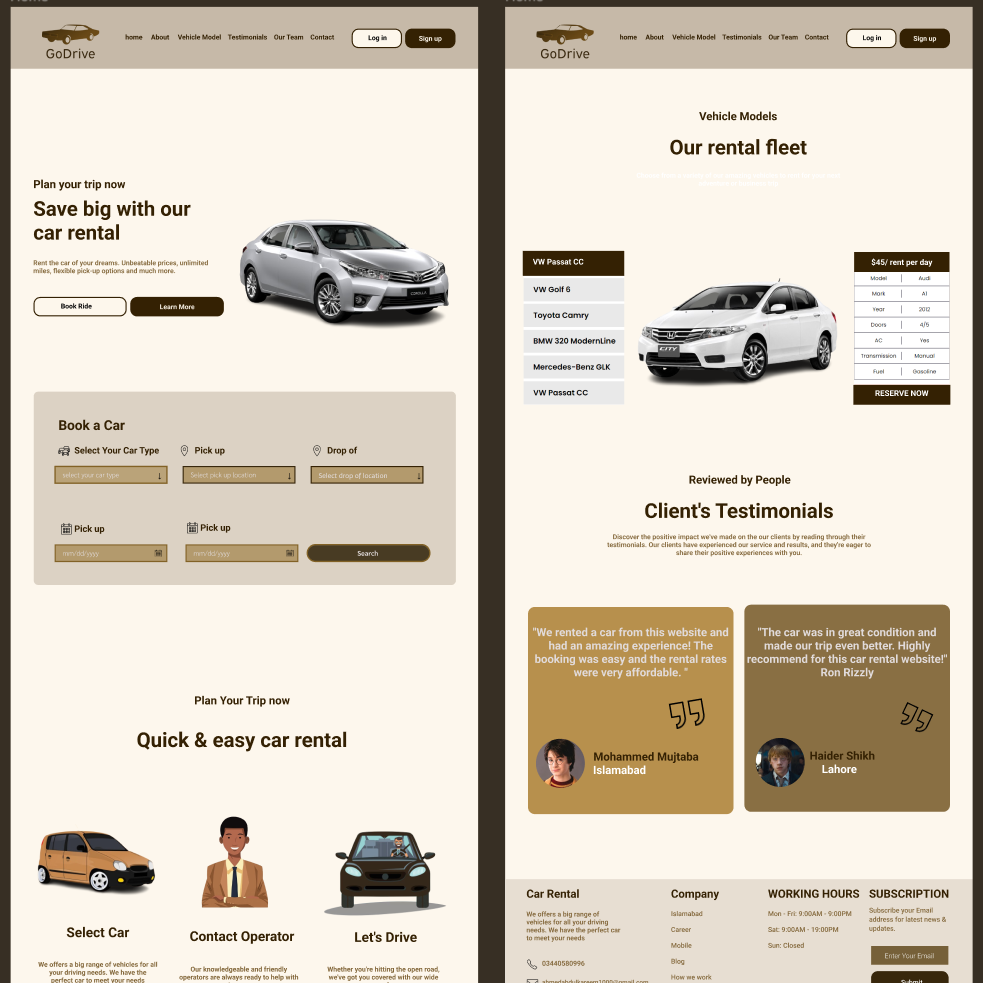 GoDrive
home About Vehicle Model Testimonials Our Team Contact
Log in
Sign up
Plan your trip now
Save big with our
car rental
Rent the car of your dreams. Unbeatable prices, unlimited
miles, flexible pick-up options and much more.
Book Ride
Learn More
Book a Car
Select Your Car Type
Pick up
Drop of
select your car type
Select pick up location
Select drop of location
Pick up
Pick up
mm/dd/yyyy
mm/dd/yyyy
Search
Plan Your Trip now
Quick & easy car rental
Select Car
Contact Operator
Let's Drive
We offers a big range of vehicles for all
your driving needs. We have the
perfect car to meet your needs
Our knowledgeable and friendly
operators are always ready to help with
Whether you're hitting the open road,
we've got you covered with our wide
GoDrive
home About Vehicle Model Testimonials Our Team Contact
Log in
Sign up
Vehicle Models
Our rental fleet
VW Passat CC
VW Golf 6
Toyota Camry
BMW 320 ModernLine
Mercedes-Benz GLK
VW Passat CC
CITY
$45/ rent per day
Model Audi
Mark A1
Year 2012
Doors 4/5
AC Yes
Transmission Manual
Fuel Gasoline
RESERVE NOW
Reviewed by People
Client's Testimonials
Discover the positive impact we've made on the our clients by reading through their
testimonials. Our clients have experienced our service and results, and they're eager to
share their positive experiences with you.
"We rented a car from this website and
had an amazing experience! The
booking was easy and the rental rates
were very affordable. "
Mohammed Mujtaba
Islamabad
"The car was in great condition and
made our trip even better. Highly
recommend for this car rental website!"
Ron Rizzly
Haider Shikh
Lahore
Car Rental
We offers a big range of
vehicles for all your driving
needs. We have the perfect car
to meet your needs
03440580996
Company
Islamabad
Career
Mobile
Blog
How we work
WORKING HOURS
Mon - Fri: 9:00AM - 9:00PM
Sat: 9:00AM - 19:00PM
Sun: Closed
SUBSCRIPTION
Subscribe your Email
address for latest news &
updates.
Enter Your Email
Submit